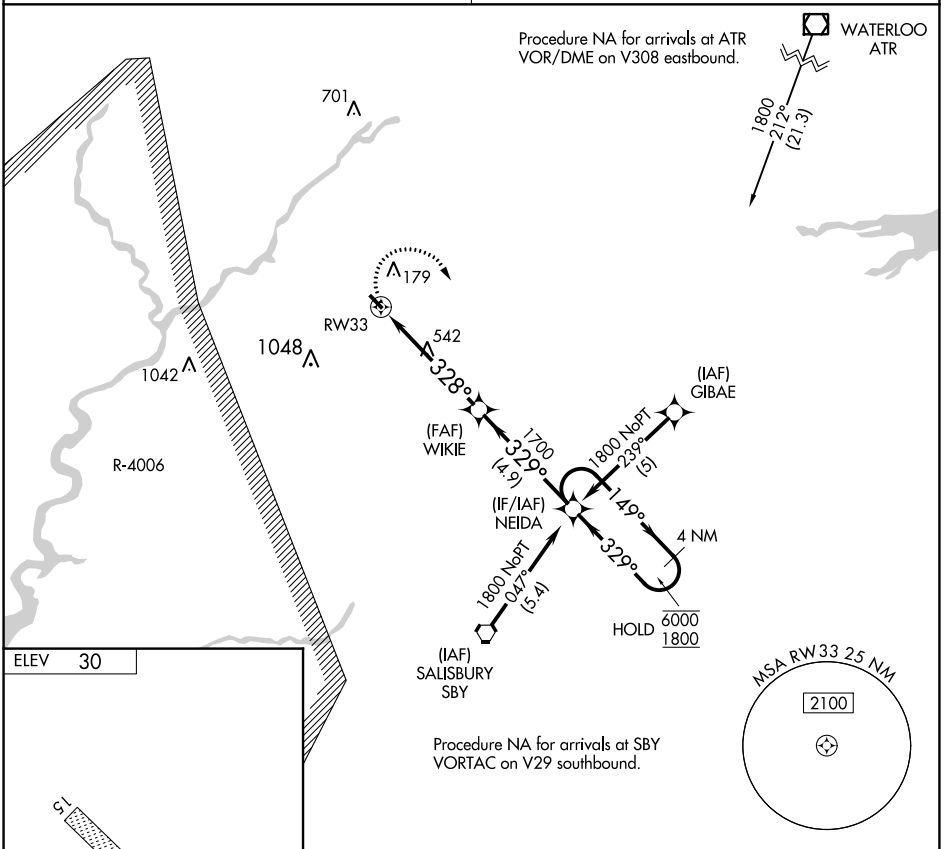 Procedure NA for arrivals at ATR
VOR/DME on V308 eastbound.
WATERLOO
ATR
1800
212°
(21.3)
701
179
RW33
542
1048
1042
328°
(IAF)
GIBAE
(FAF)
WIKIE
1700
329°
(4.9)
1800 NoPT
239°
(5)
R-4006
(IF/IAF)
NEIDA
149°
4 NM
329°
1800 NoPT
047°
(5.4)
HOLD
6000
1800
(IAF)
SALISBURY
SBY
ELEV 30
MSA RW33 25 NM
2100
Procedure NA for arrivals at SBY
VORTAC on V29 southbound.
15